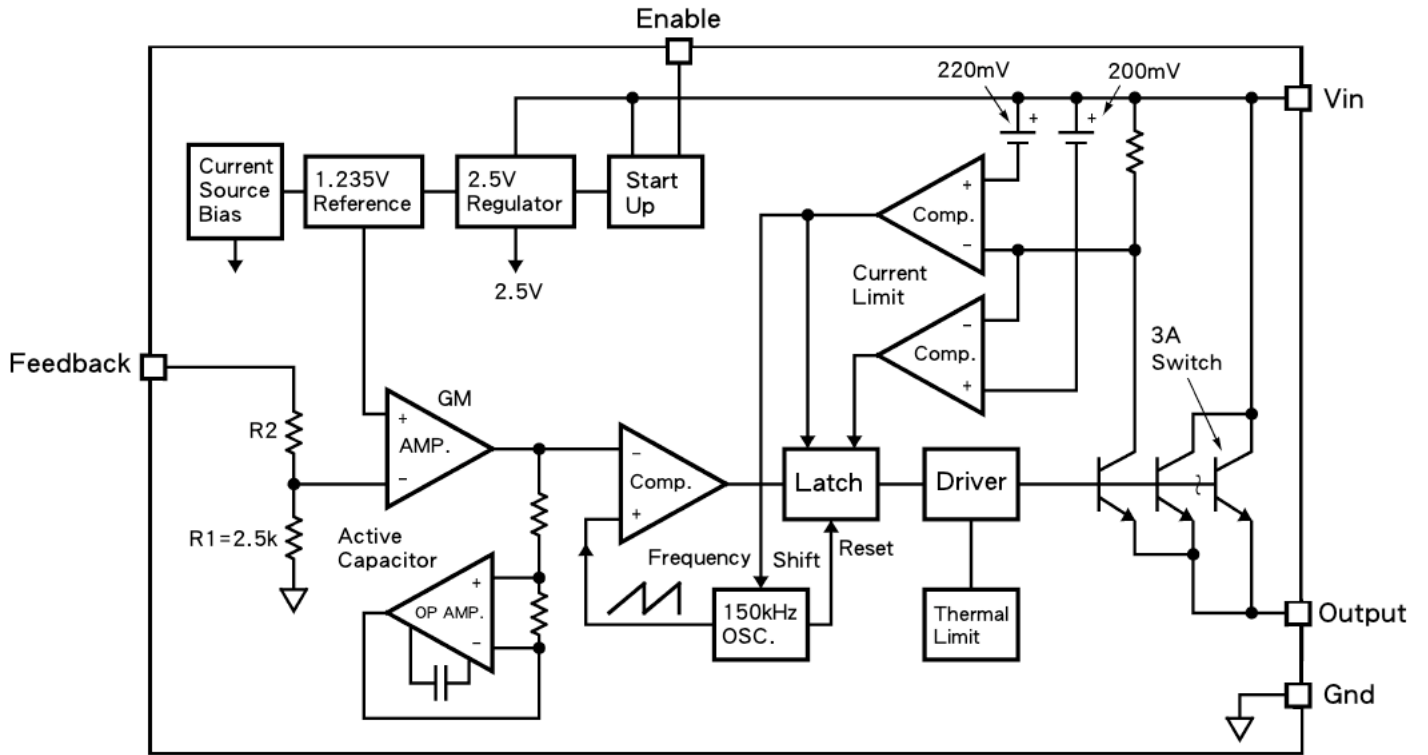 Enable
220mV
200mV
+
+
Vin
Current
Source
Bias
1.235V
Reference
2.5V
Regulator
Start
Up
+
Comp.
−
2.5V
Current
Limit
−
Comp.
+
3A
Switch
Feedback
GM
R2
+
AMP.
−
−
Comp.
+
Latch
Driver
R1=2.5k
Active
Capacitor
Frequency
Shift
Reset
+
OP AMP.
−
150kHz
OSC.
Thermal
Limit
Output
Gnd